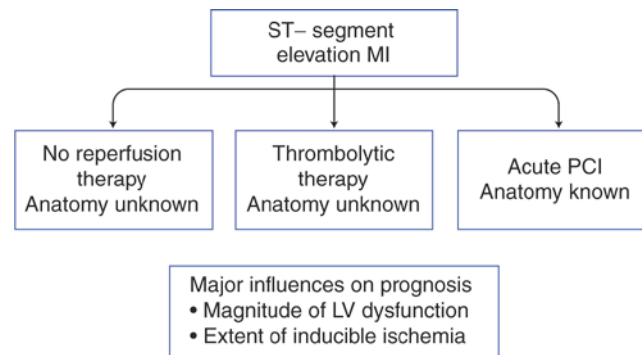 ST– segment
elevation MI
No reperfusion
therapy
Anatomy unknown
Thrombolytic
therapy
Anatomy unknown
Acute PCI
Anatomy known
Major influences on prognosis
• Magnitude of LV dysfunction
• Extent of inducible ischemia